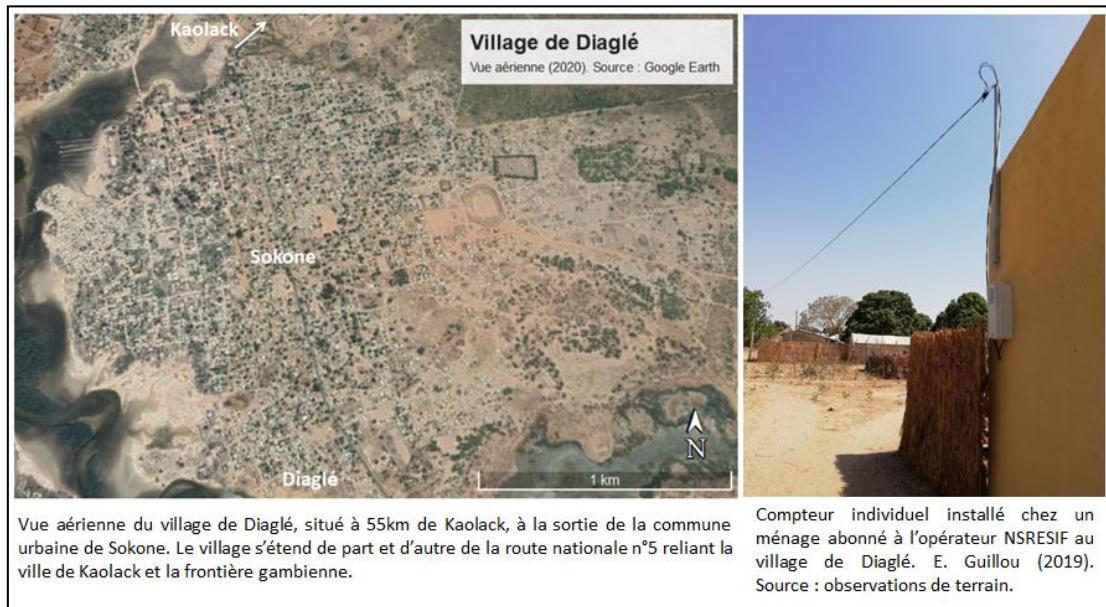 Kaolack
Village de Diaglé
Vue aérienne (2020). Source : Google Earth
Sokone
Diaglé
N
1 km
Vue aérienne du village de Diaglé, situé à 55km de Kaolack, à la sortie de la commune
urbaine de Sokone. Le village s’étend de part et d’autre de la route nationale n°5 reliant la
ville de Kaolack et la frontière gambienne.
Compteur individuel installé chez un
ménage abonné à l’opérateur NSRESIF au
village de Diaglé. E. Guillou (2019).
Source : observations de terrain.